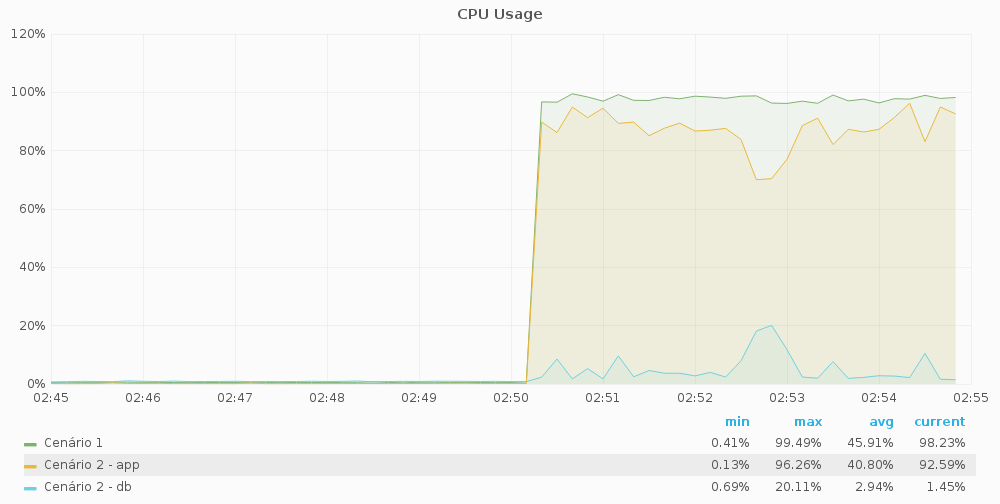 CPU Usage
120%
100%
80%
60%
40%
20%
0%
02:45 02:46 02:47 02:48 02:49 02:50 02:51 02:52 02:53 02:54 02:55
min max avg current
Cenário 1 0.41% 99.49% 45.91% 98.23%
Cenário 2 - app 0.13% 96.26% 40.80% 92.59%
Cenário 2 - db 0.69% 20.11% 2.94% 1.45%